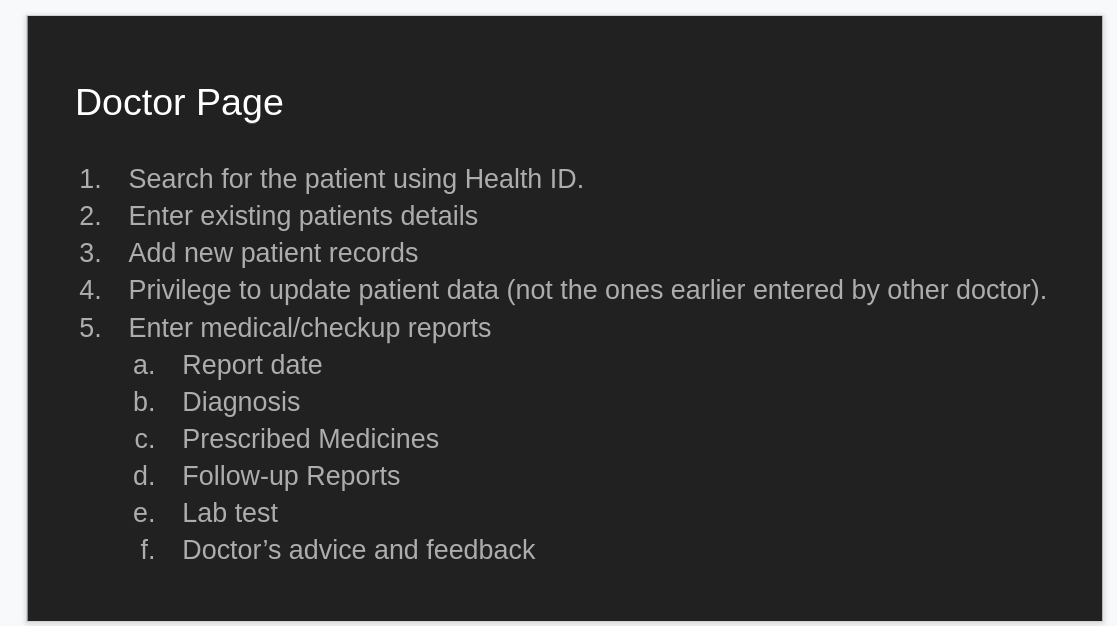 Doctor Page
1. Search for the patient using Health ID.
2. Enter existing patients details
3. Add new patient records
4. Privilege to update patient data (not the ones earlier entered by other doctor).
5. Enter medical/checkup reports
a. Report date
b. Diagnosis
c. Prescribed Medicines
d. Follow-up Reports
e. Lab test
f. Doctor’s advice and feedback